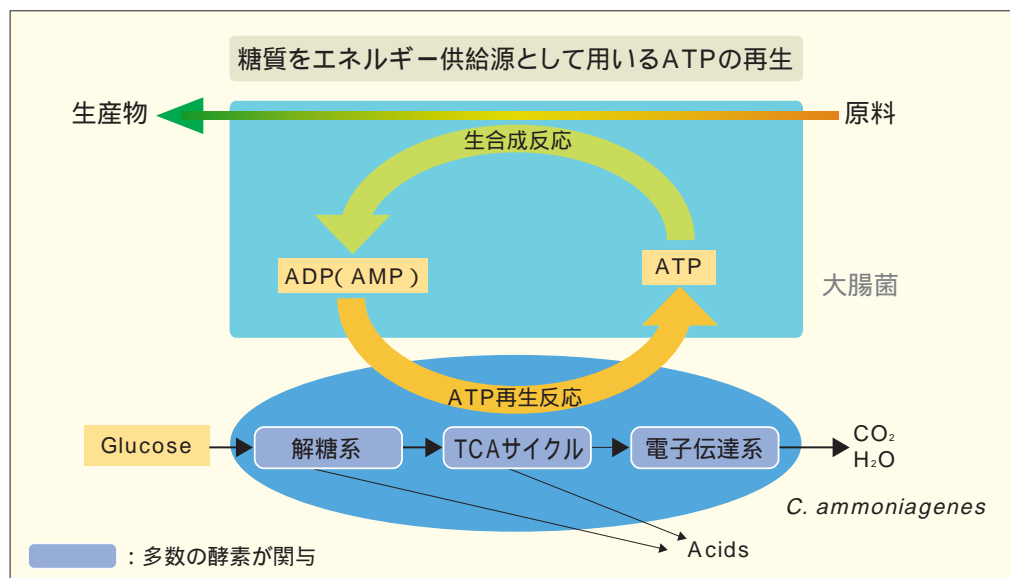 糖質をエネルギー供給源として用いるATPの再生
生産物
原料
生合成反応
ADP(AMP)
ATP
大腸菌
ATP再生反応
Glucose
解糖系
TCAサイクル
電子伝達系
CO₂
H₂O
C. ammoniagenes
Acids
:多数の酵素が関与